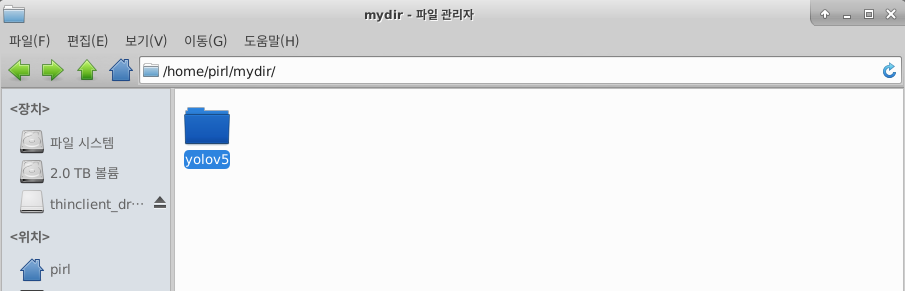 mydir - 파일 관리자
파일(F) 편집(E) 보기(V) 이동(G) 도움말(H)
/home/pirl/mydir/
<장치>
파일 시스템
2.0 TB 볼륨
thinclient_dr···
<위치>
pirl
yolov5